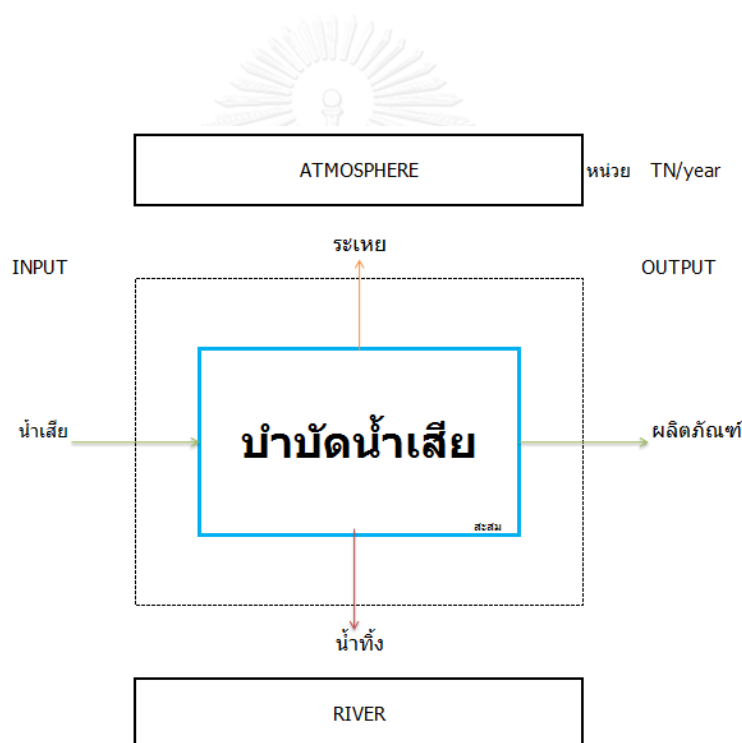 ATMOSPHERE
หน่วย TN/year
ระเหย
INPUT
OUTPUT
น้ำเสีย
บำบัดน้ำเสีย
ผลิตภัณฑ์
สะสม
น้ำทิ้ง
RIVER